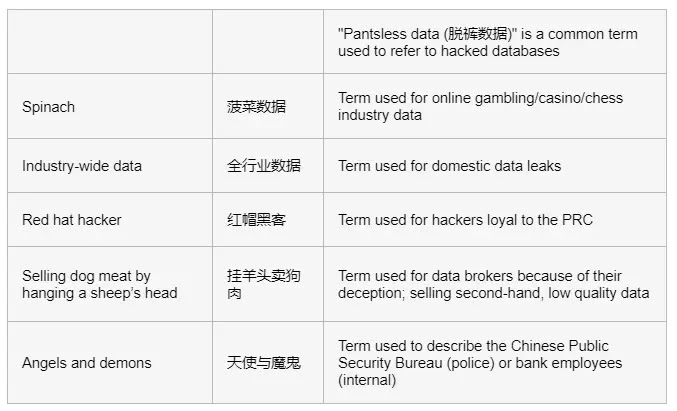 "Pantsless data (脱裤数据)" is a common term
used to refer to hacked databases
Spinach
菠菜数据
Term used for online gambling/casino/chess
industry data
Industry-wide data
全行业数据
Term used for domestic data leaks
Red hat hacker
红帽黑客
Term used for hackers loyal to the PRC
Selling dog meat by
hanging a sheep's head
挂羊头卖狗
肉
Term used for data brokers because of their
deception; selling second-hand, low quality data
Angels and demons
天使与魔鬼
Term used to describe the Chinese Public
Security Bureau (police) or bank employees
(internal)